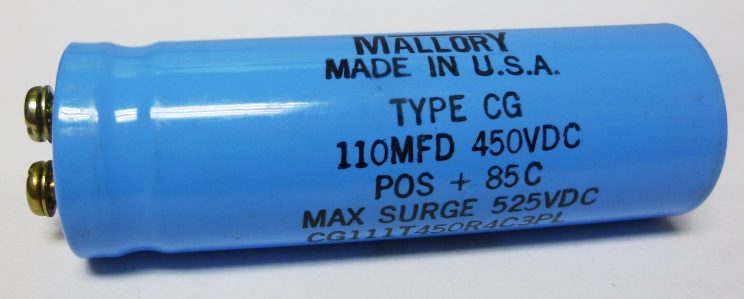 MALLORY
MADE IN U.S.A.
TYPE CG
110MFD 450VDC
POS + 85C
MAX SURGE 525VDC
CG111T450R4C3PL